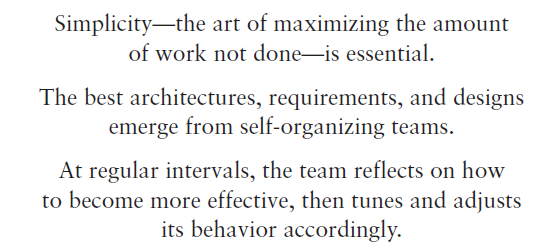 Simplicity—the art of maximizing the amount
of work not done—is essential.
The best architectures, requirements, and designs
emerge from self-organizing teams.
At regular intervals, the team reflects on how
to become more effective, then tunes and adjusts
its behavior accordingly.